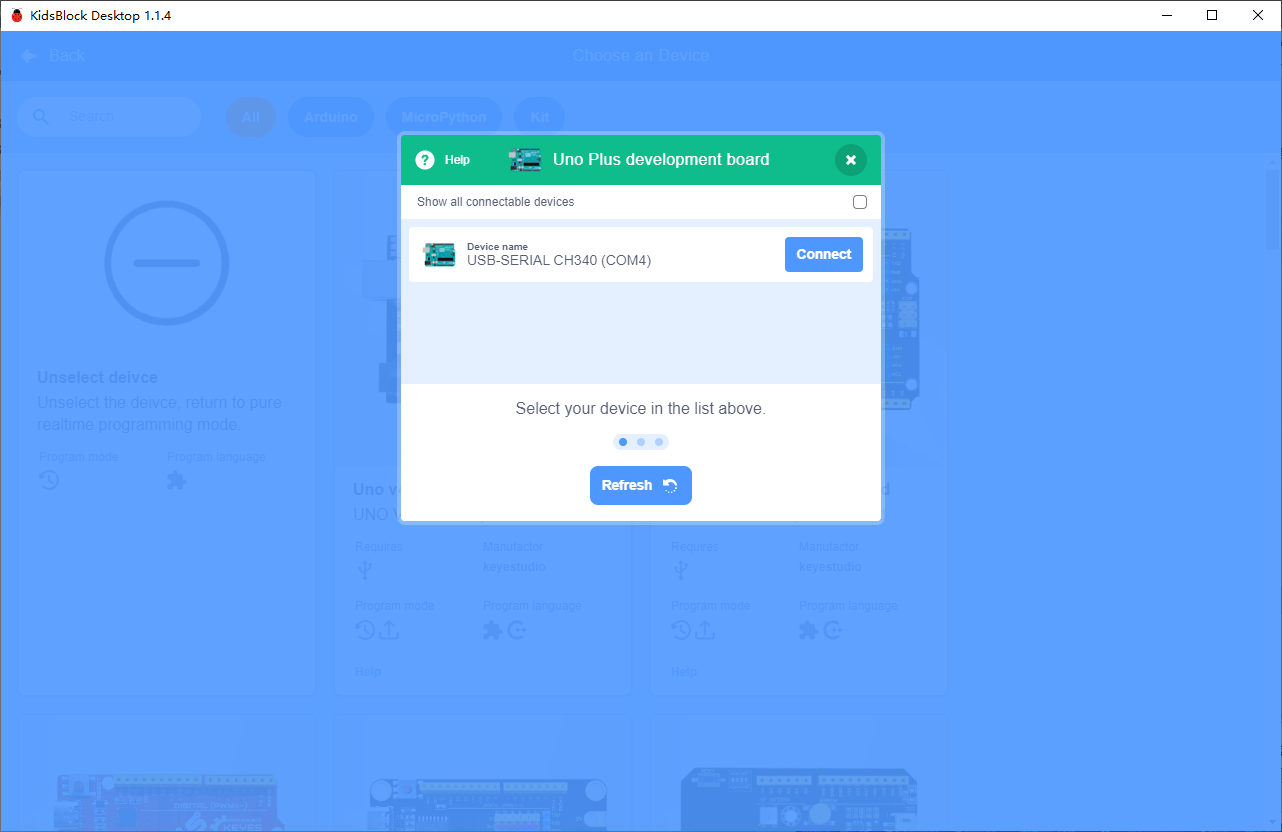 KidsBlock Desktop 1.1.4
Back
Choose an Device
Search
All
Arduino
MicroPython
Kit
Help
Uno Plus development board
Show all connectable devices
Device name
USB-SERIAL CH340 (COM4)
Connect
Select your device in the list above.
Refresh
Unselect deivce
Unselect the deivce, return to pure
realtime programming mode.
Program mode
Program language
Uno
UNO
Requires
Manufactor
keyestudio
Program mode
Program language
Help
Requires
Manufactor
keyestudio
Program mode
Program language
Help
DIGITAL (PWM~)
KEYES